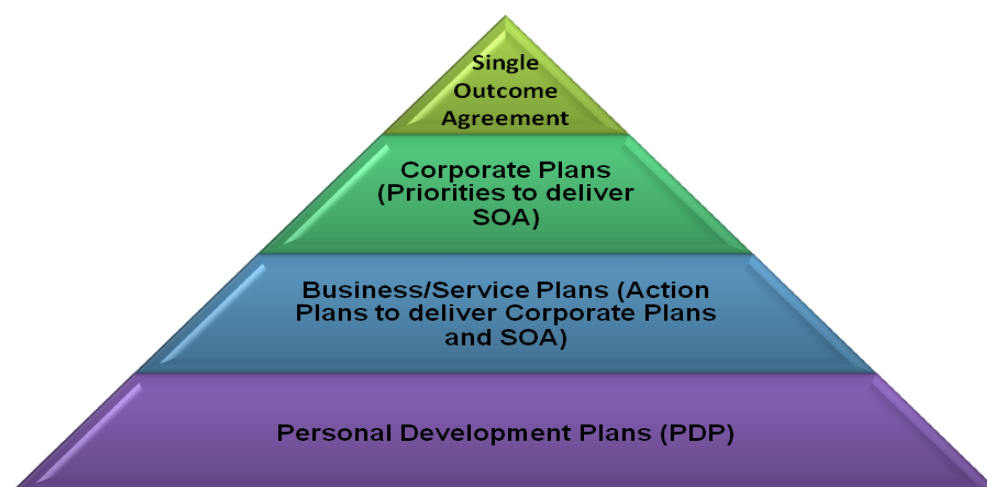 Single
Outcome
Agreement
Corporate Plans
(Priorities to deliver
SOA)
Business/Service Plans (Action
Plans to deliver Corporate Plans
and SOA)
Personal Development Plans (PDP)